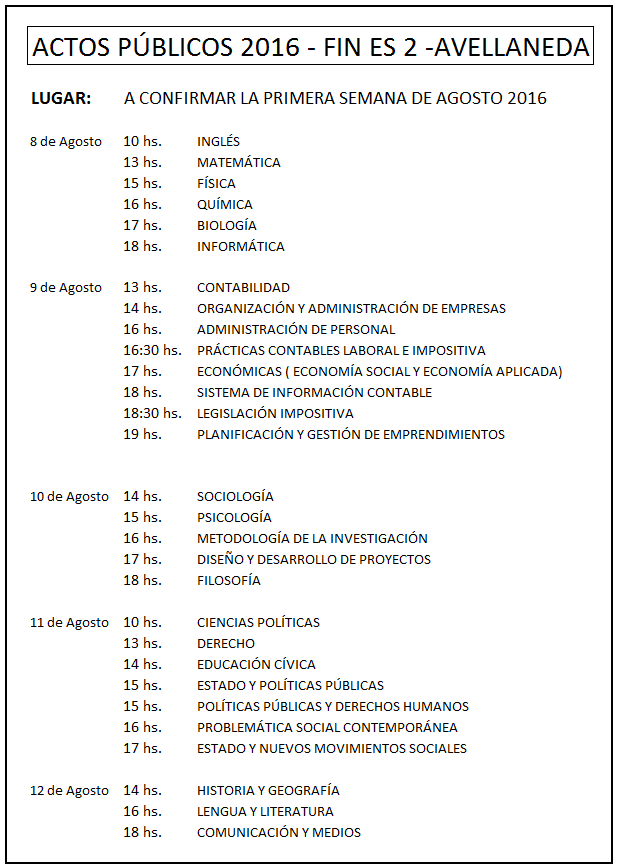 ACTOS PÚBLICOS 2016 - FIN ES 2 -AVELLANEDA
LUGAR: A CONFIRMAR LA PRIMERA SEMANA DE AGOSTO 2016
8 de Agosto 10 hs. INGLÉS
13 hs. MATEMÁTICA
15 hs. FÍSICA
16 hs. QUÍMICA
17 hs. BIOLOGÍA
18 hs. INFORMÁTICA
9 de Agosto 13 hs. CONTABILIDAD
14 hs. ORGANIZACIÓN Y ADMINISTRACIÓN DE EMPRESAS
16 hs. ADMINISTRACIÓN DE PERSONAL
16:30 hs. PRÁCTICAS CONTABLES LABORAL E IMPOSITIVA
17 hs. ECONÓMICAS ( ECONOMÍA SOCIAL Y ECONOMÍA APLICADA)
18 hs. SISTEMA DE INFORMACIÓN CONTABLE
18:30 hs. LEGISLACIÓN IMPOSITIVA
19 hs. PLANIFICACIÓN Y GESTIÓN DE EMPRENDIMIENTOS
10 de Agosto 14 hs. SOCIOLOGÍA
15 hs. PSICOLOGÍA
16 hs. METODOLOGÍA DE LA INVESTIGACIÓN
17 hs. DISEÑO Y DESARROLLO DE PROYECTOS
18 hs. FILOSOFÍA
11 de Agosto 10 hs. CIENCIAS POLÍTICAS
13 hs. DERECHO
14 hs. EDUCACIÓN CÍVICA
15 hs. ESTADO Y POLÍTICAS PÚBLICAS
15 hs. POLÍTICAS PÚBLICAS Y DERECHOS HUMANOS
16 hs. PROBLEMÁTICA SOCIAL CONTEMPORÁNEA
17 hs. ESTADO Y NUEVOS MOVIMIENTOS SOCIALES
12 de Agosto 14 hs. HISTORIA Y GEOGRAFÍA
16 hs. LENGUA Y LITERATURA
18 hs. COMUNICACIÓN Y MEDIOS